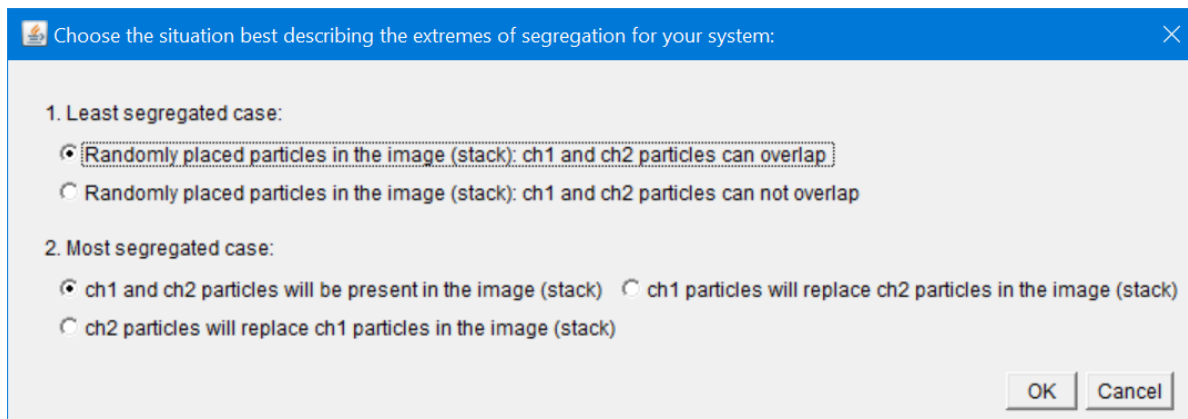 Choose the situation best describing the extremes of segregation for your system:
1. Least segregated case:
Randomly placed particles in the image (stack): ch1 and ch2 particles can overlap
Randomly placed particles in the image (stack): ch1 and ch2 particles can not overlap
2. Most segregated case:
ch1 and ch2 particles will be present in the image (stack) ch1 particles will replace ch2 particles in the image (stack)
ch2 particles will replace ch1 particles in the image (stack)
OK Cancel